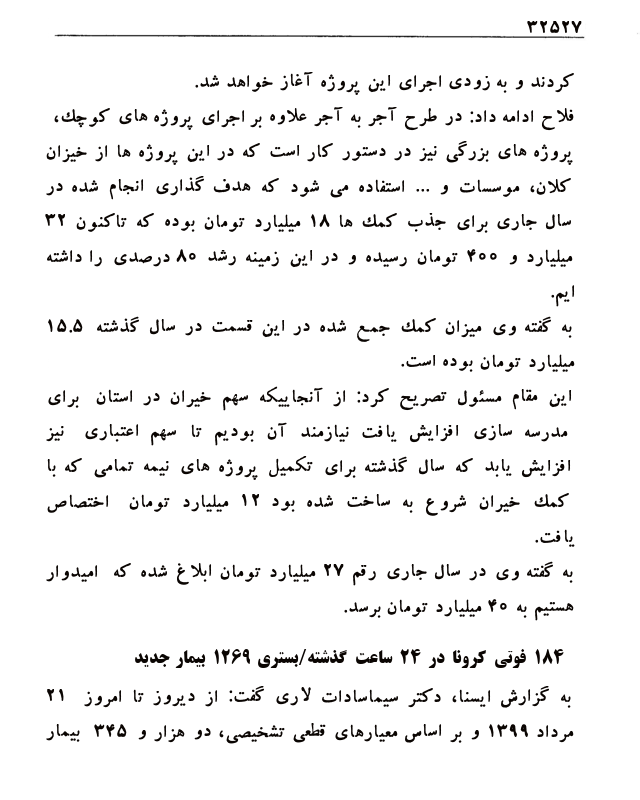 ۳۲۵۲۷
کردند و به زودی اجرای این پروژه آغاز خواهد شد.
فلاح ادامه داد: در طرح آجر به آجر علاوه بر اجرای پروژه های کوچك،
پروژه های بزرگی نیز در دستور کار است که در این پروژه ها از خیزان
کلان، موسسات و ... استفاده می شود که هدف گذاری انجام شده در
سال جاری برای جذب کمك ها ۱۸ میلیارد تومان بوده که تاکنون ۳۲
میلیارد و ۴۰۰ تومان رسیده و در این زمینه رشد ۸۰ درصدی را داشته
ایم.
به گفته وی میزان کمك جمع شده در این قسمت در سال گذشته ۱۵.۵
میلیارد تومان بوده است.
این مقام مسئول تصریح کرد: از آنجاییکه سهم خیران در استان برای
مدرسه سازی افزایش یافت نیازمند آن بودیم تا سهم اعتباری نیز
افزایش یابد که سال گذشته برای تکمیل پروژه های نیمه تمامی که با
کمك خیران شروع به ساخت شده بود ۱۲ میلیارد تومان اختصاص
یافت.
به گفته وی در سال جاری رقم ۲۷ میلیارد تومان ابلاغ شده که امیدوار
هستیم به ۴۰ میلیارد تومان برسد.
۱۸۴ فوتی کرونا در ۲۴ ساعت گذشته/بستری ۱۲۶۹ بیمار جدید
به گزارش ایسنا، دکتر سیماسادات لاری گفت: از دیروز تا امروز ۲۱
مرداد ۱۳۹۹ و بر اساس معیارهای قطعی تشخیصی، دو هزار و ۳۴۵ بیمار